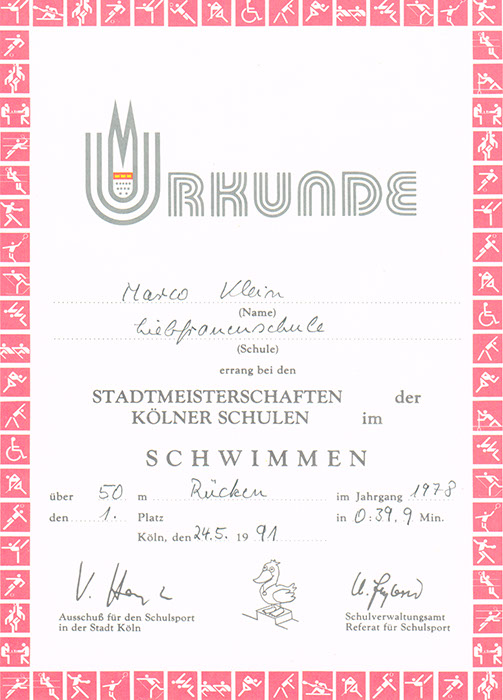 URKUNDE
Marco Klein
(Name)
Liebfrauenschule
(Schule)
errang bei den
STADTMEISTERSCHAFTEN der
KÖLNER SCHULEN im
SCHWIMMEN
über 50 m Rücken im Jahrgang 1978
den 1. Platz in 0:39,9 Min.
Köln, den 24.5. 19 91
Ausschuß für den Schulsport
in der Stadt Köln
Schulverwaltungsamt
Referat für Schulsport